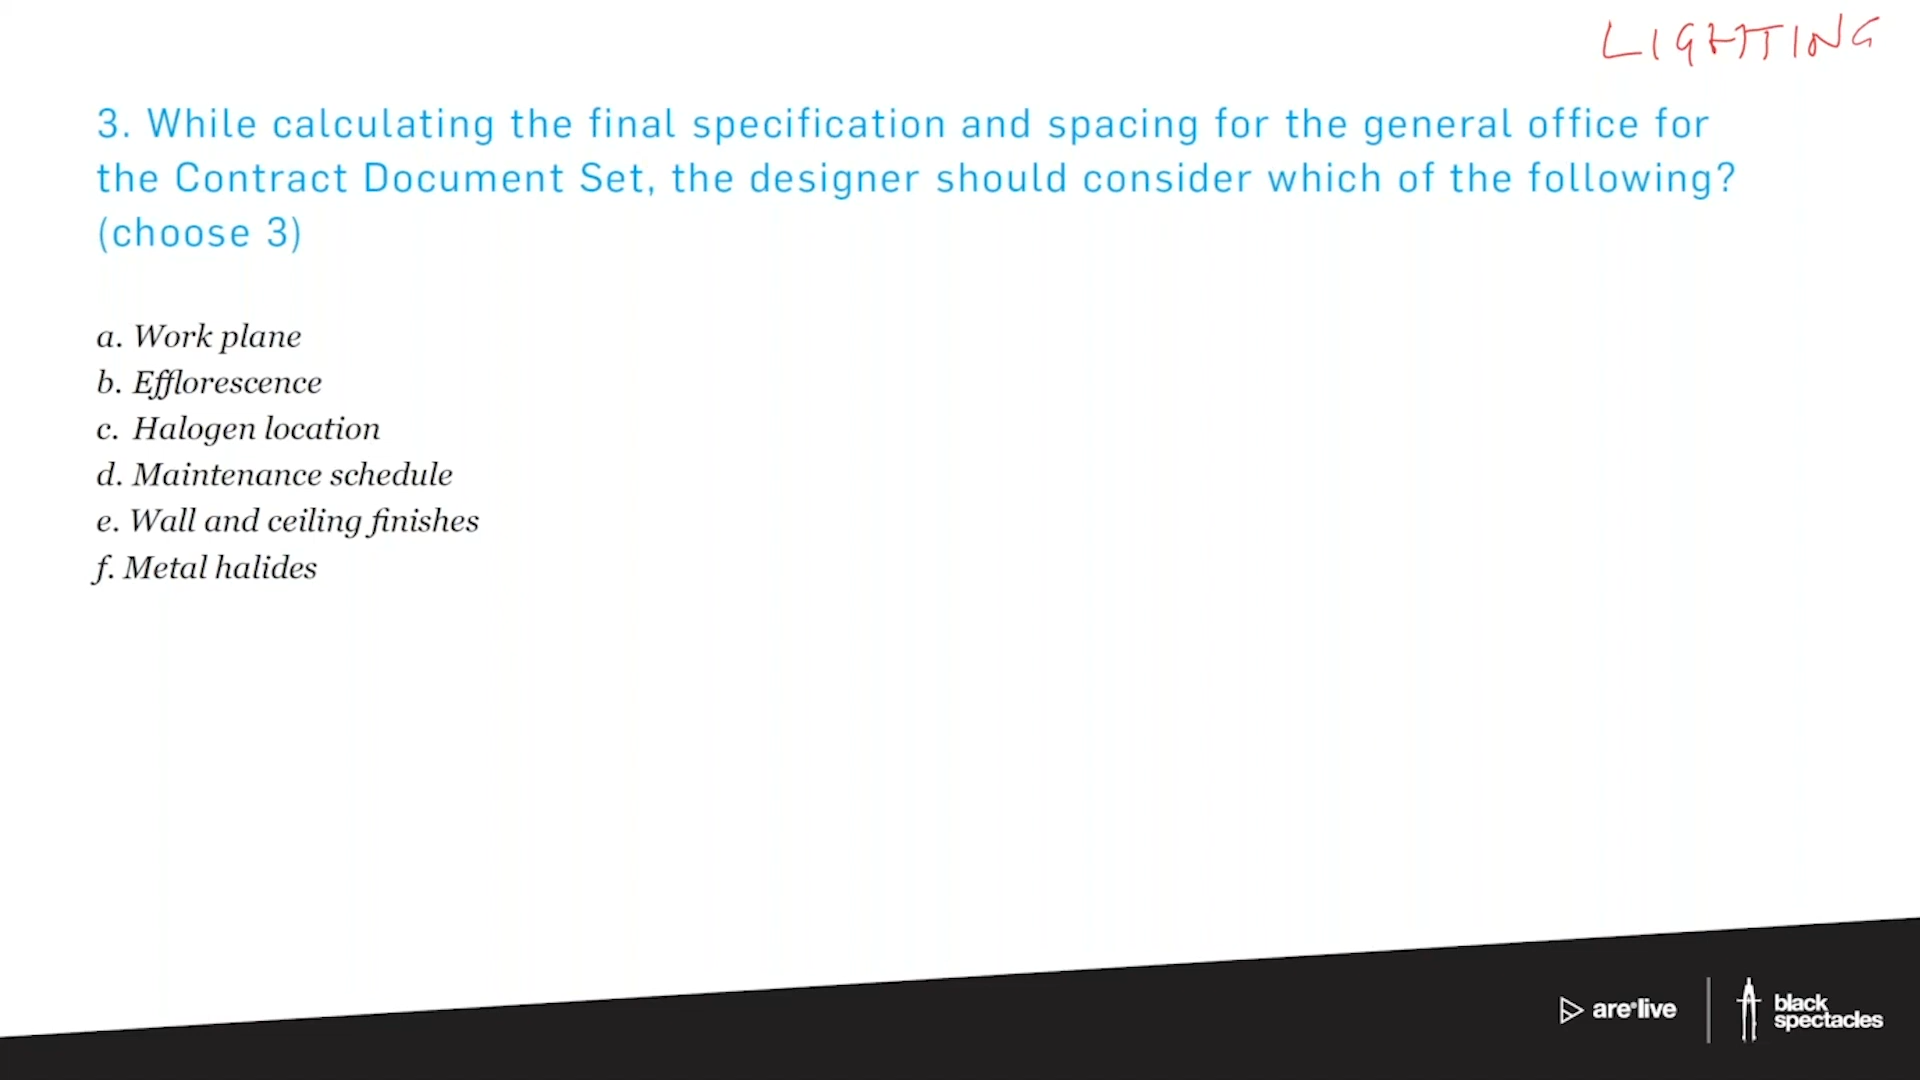 LIGHTING
3. While calculating the final specification and spacing for the general office for
the Contract Document Set, the designer should consider which of the following?
(choose 3)
a. Work plane
b. Efflorescence
c. Halogen location
d. Maintenance schedule
e. Wall and ceiling finishes
f. Metal halides
are live
black
spectacles